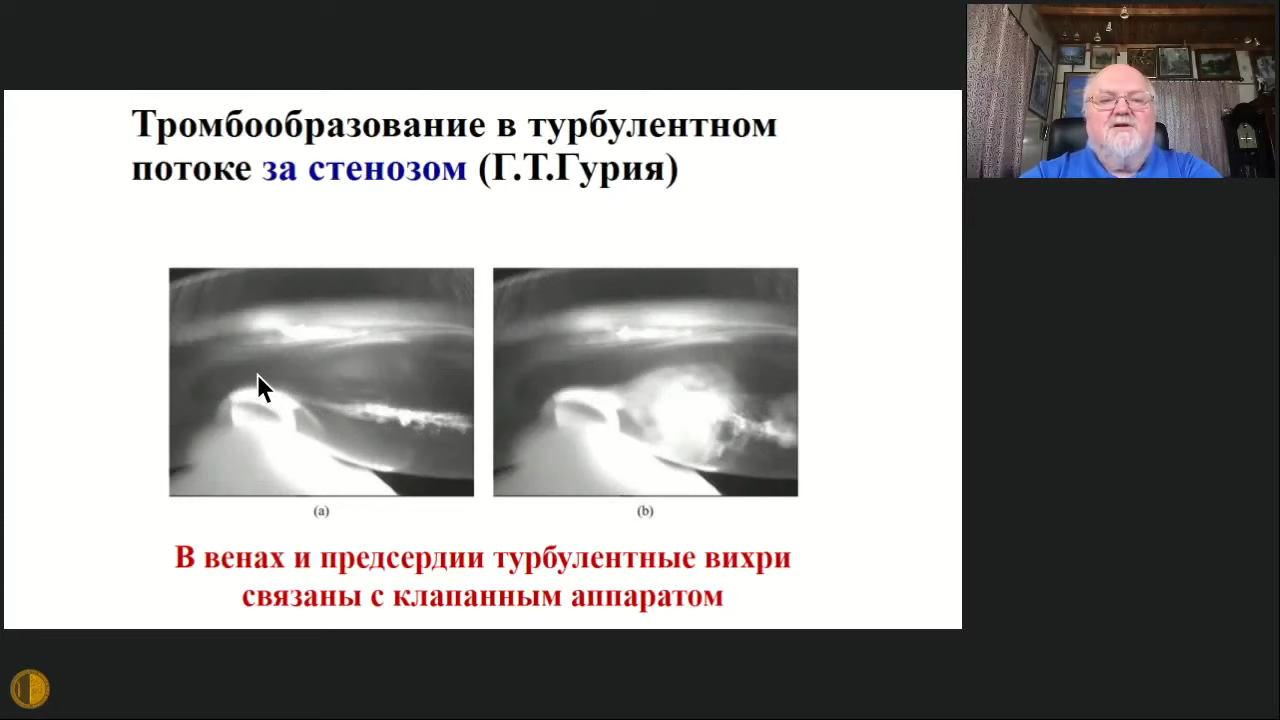 Тромбообразование в турбулентном
потоке за стенозом (Г.Т.Гурия)
(a)
(b)
В венах и предсердии турбулентные вихри
связаны с клапанным аппаратом